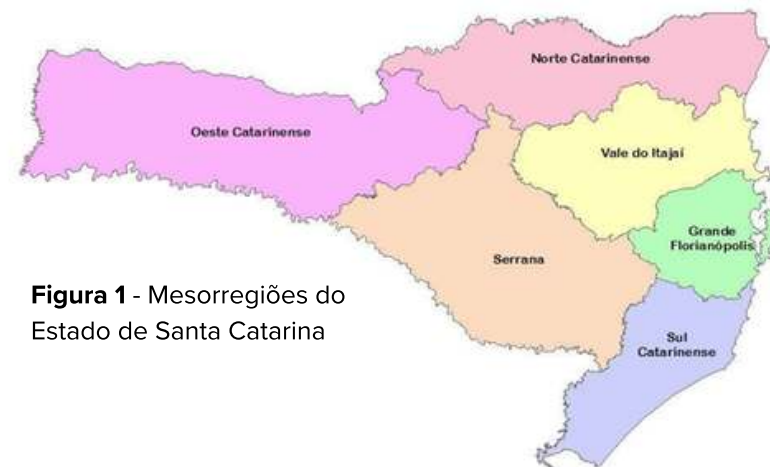 Norte Catarinense
Oeste Catarinense
Vale do Itajaí
Grande
Florianópolis
Serrana
Figura 1 - Mesorregiões do
Estado de Santa Catarina
Sul
Catarinense